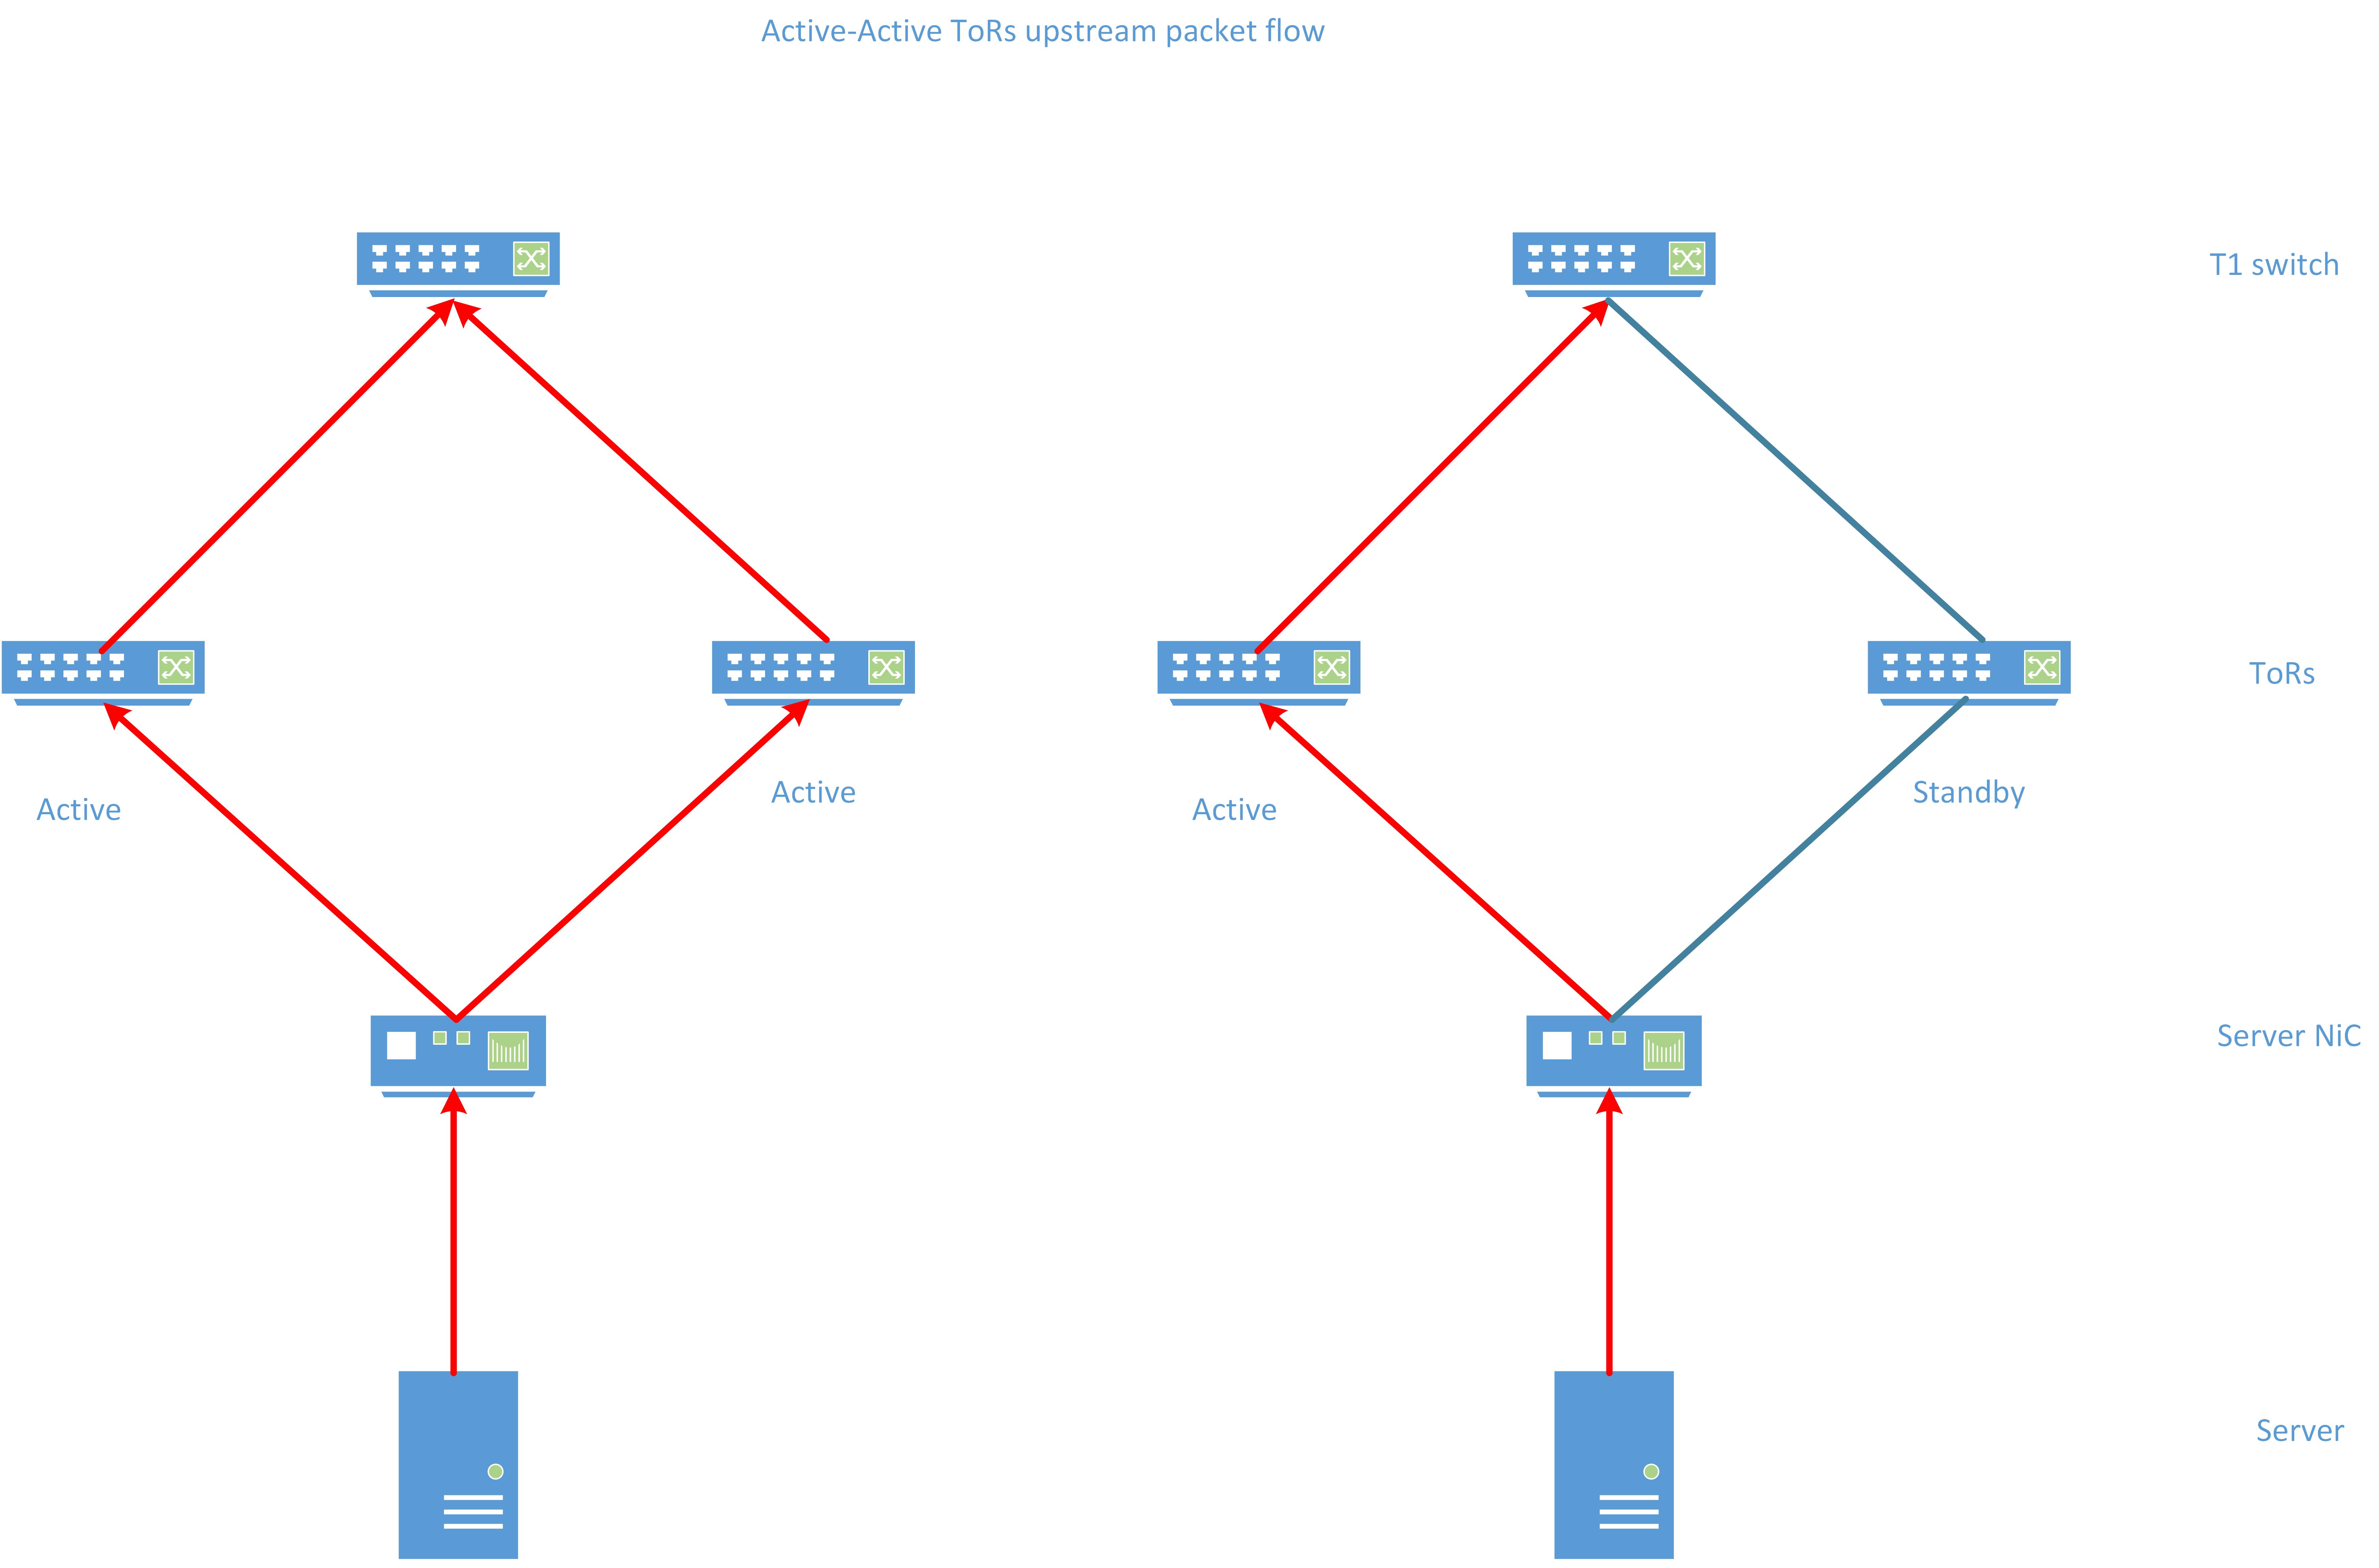 Active-Active ToRs upstream packet flow
T1 switch
ToRs
Active
Active
Active
Standby
Server NiC
Server